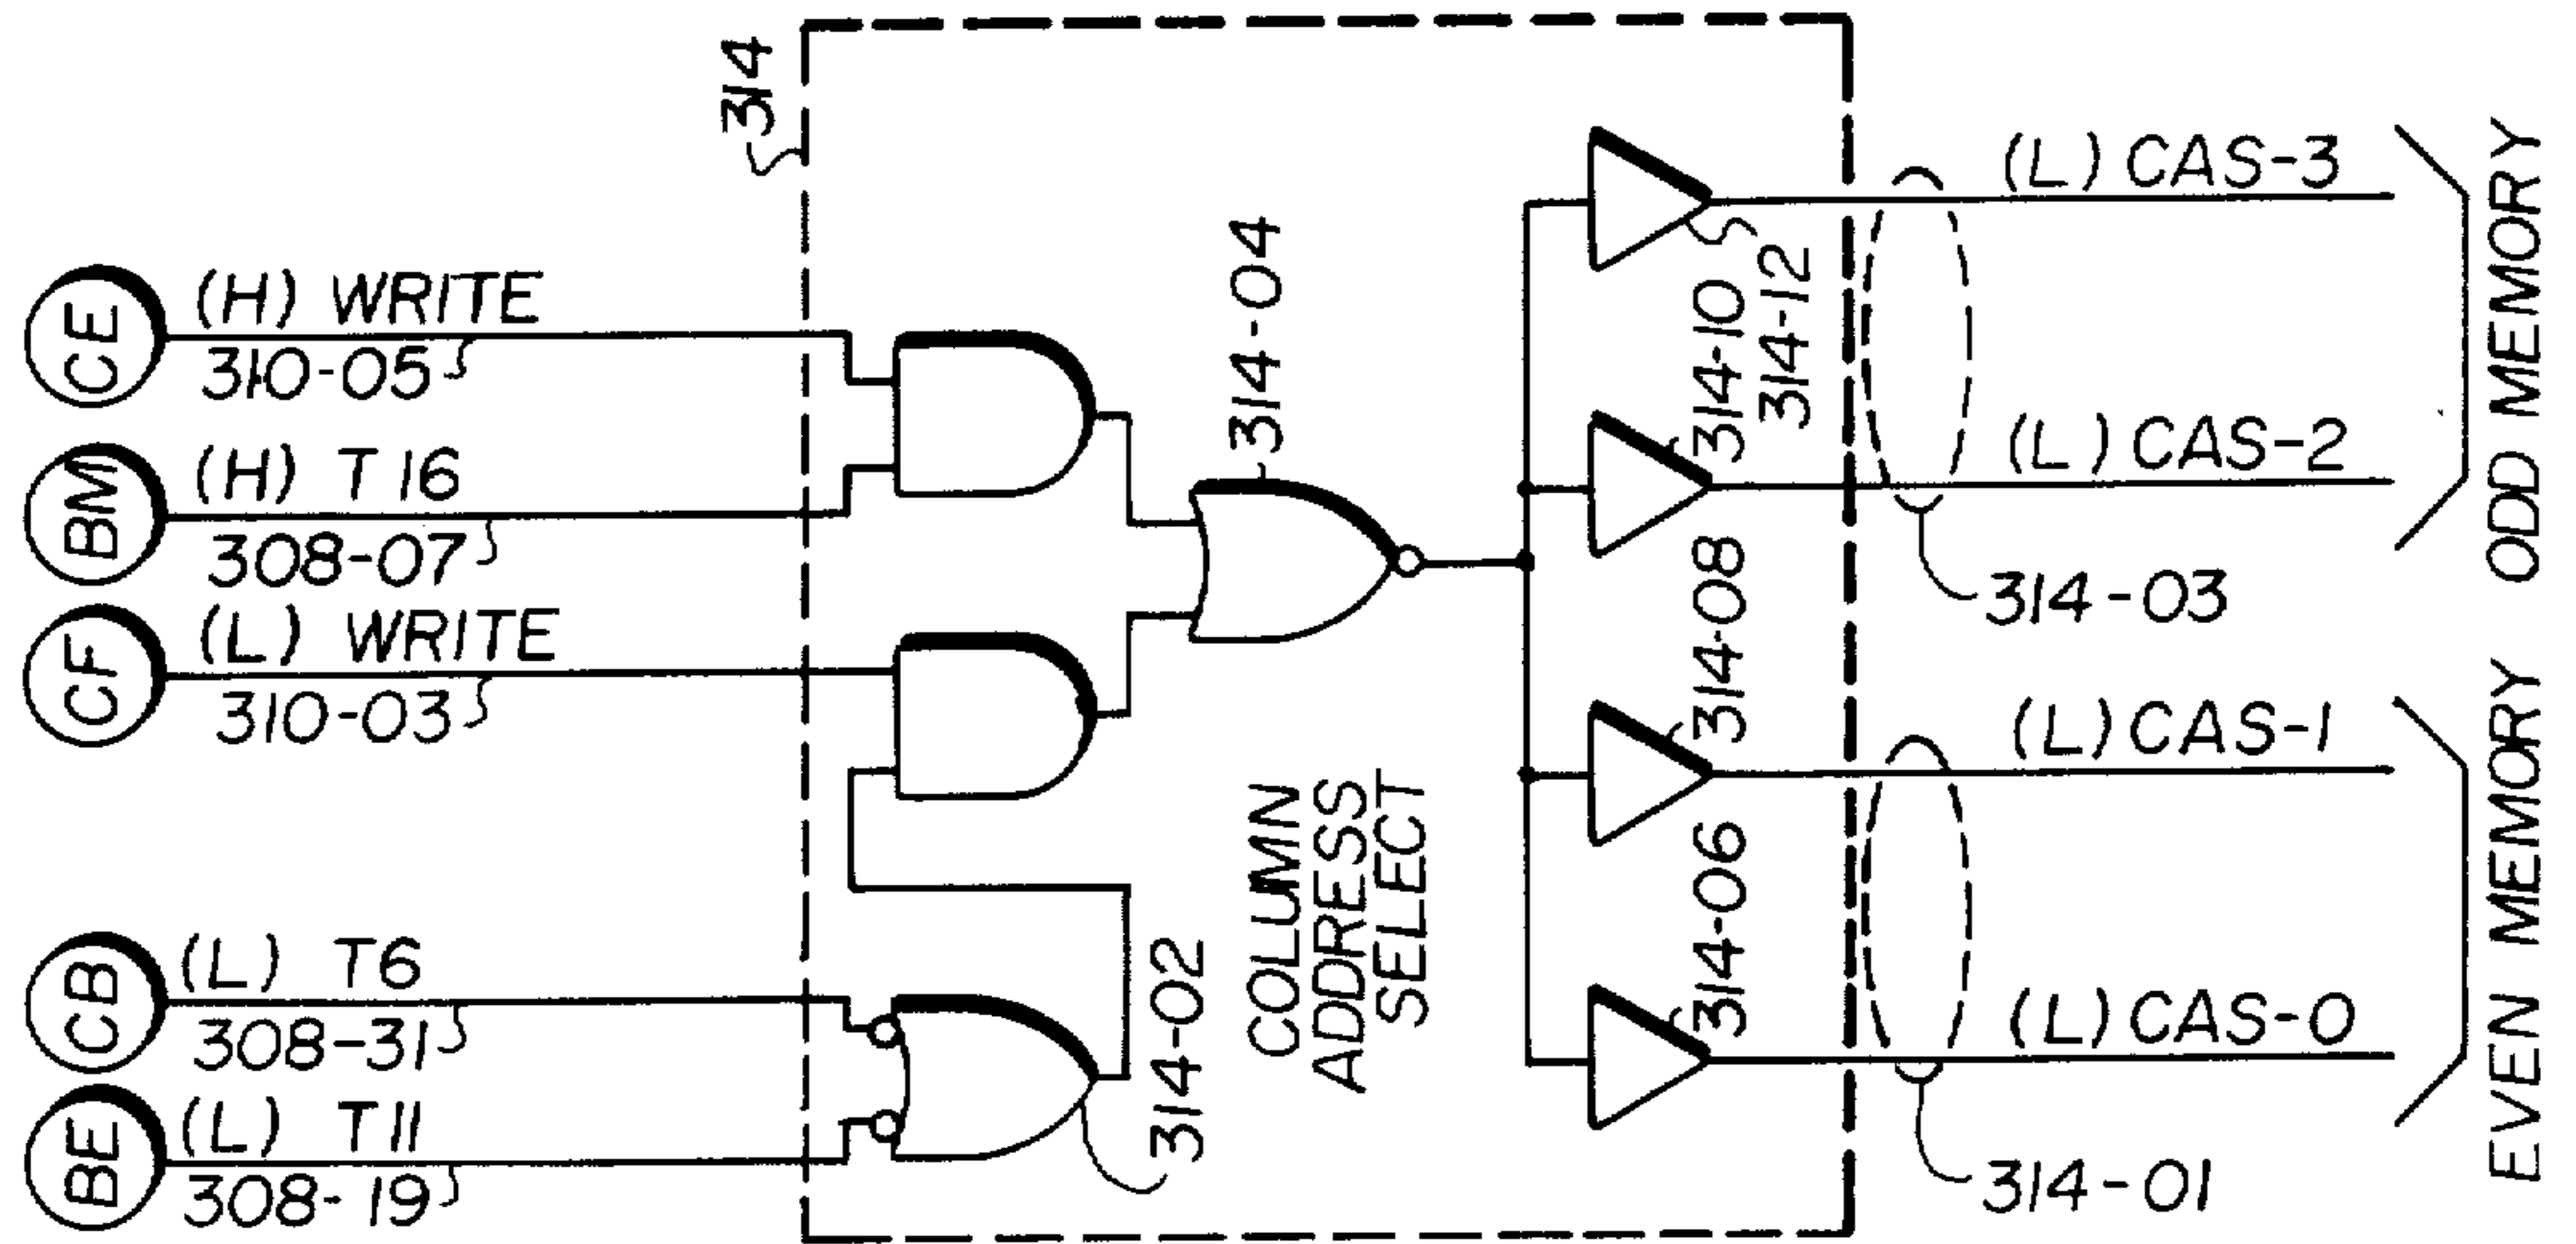 314
CE
(H) WRITE
310-05
BM
(H) T16
308-07
CF
(L) WRITE
310-03
CB
(L) T6
308-31
BE
(L) T11
308-19
314-04
314-02
COLUMN
ADDRESS
SELECT
314-12
314-10
314-08
314-06
(L) CAS-3
(L) CAS-2
314-03
(L) CAS-1
(L) CAS-0
314-01
ODD MEMORY
EVEN MEMORY